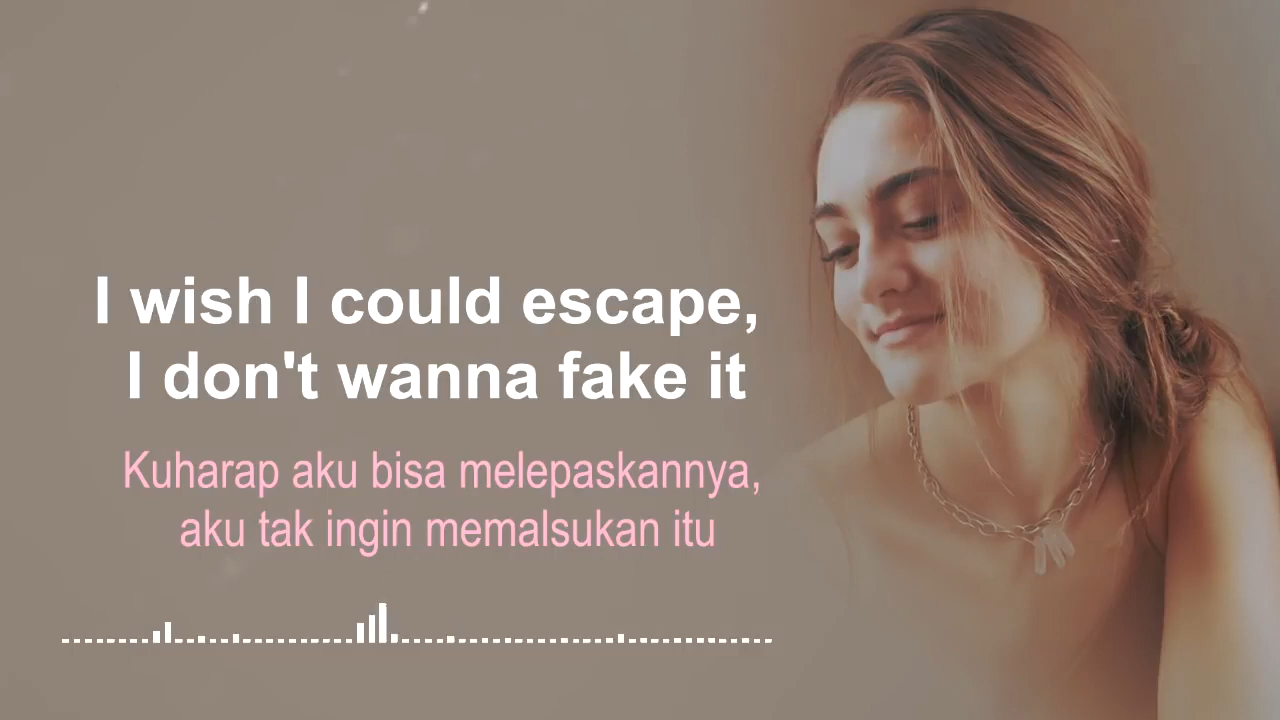 I wish I could escape,
I don't wanna fake it
Kuharap aku bisa melepaskannya,
aku tak ingin memalsukan itu